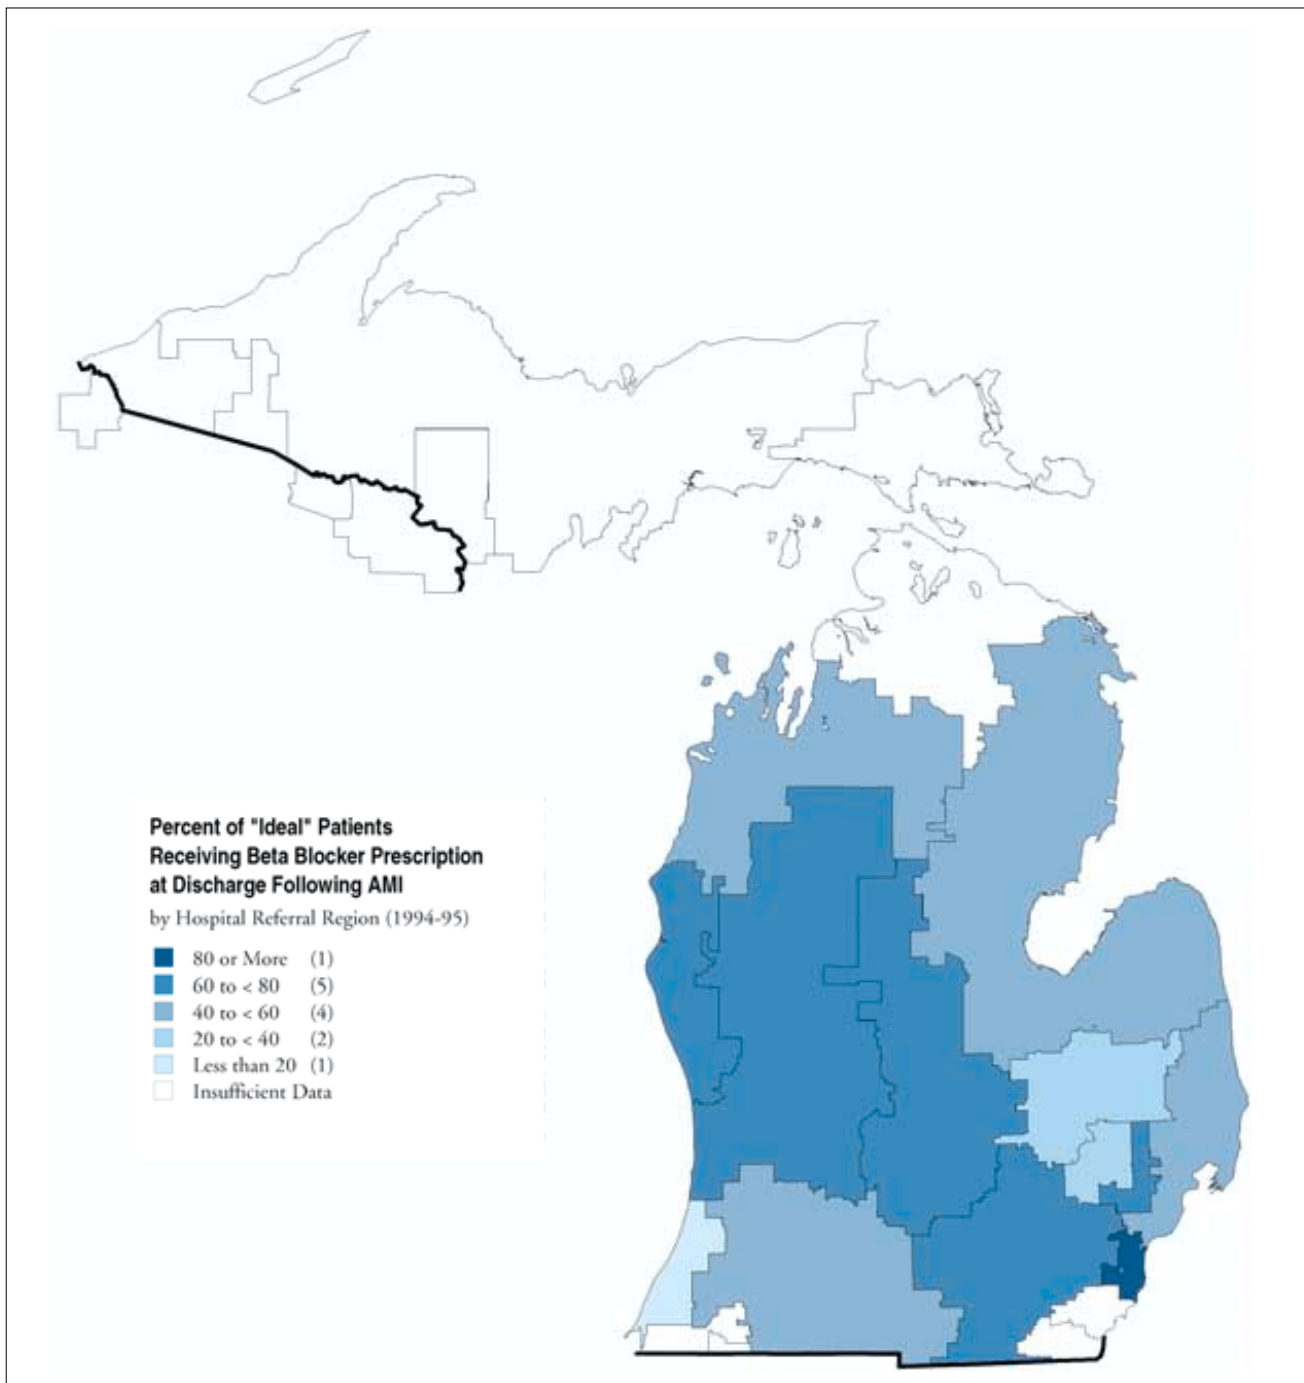 Percent of "Ideal" Patients
Receiving Beta Blocker Prescription
at Discharge Following AMI
by Hospital Referral Region (1994-95)
80 or More (1)
60 to < 80 (5)
40 to < 60 (4)
20 to < 40 (2)
Less than 20 (1)
Insufficient Data